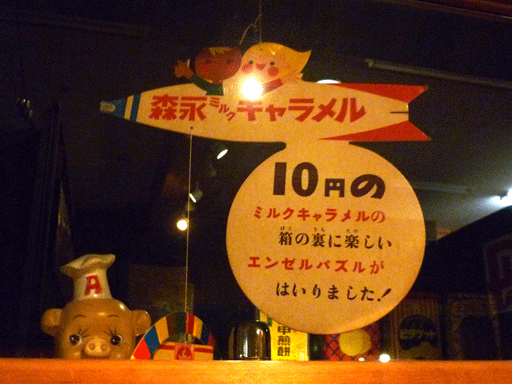 森永ミルクキャラメル
10円の
ミルクキャラメルの
箱の裏に楽しい
エンゼルパズルが
はいりました!
A